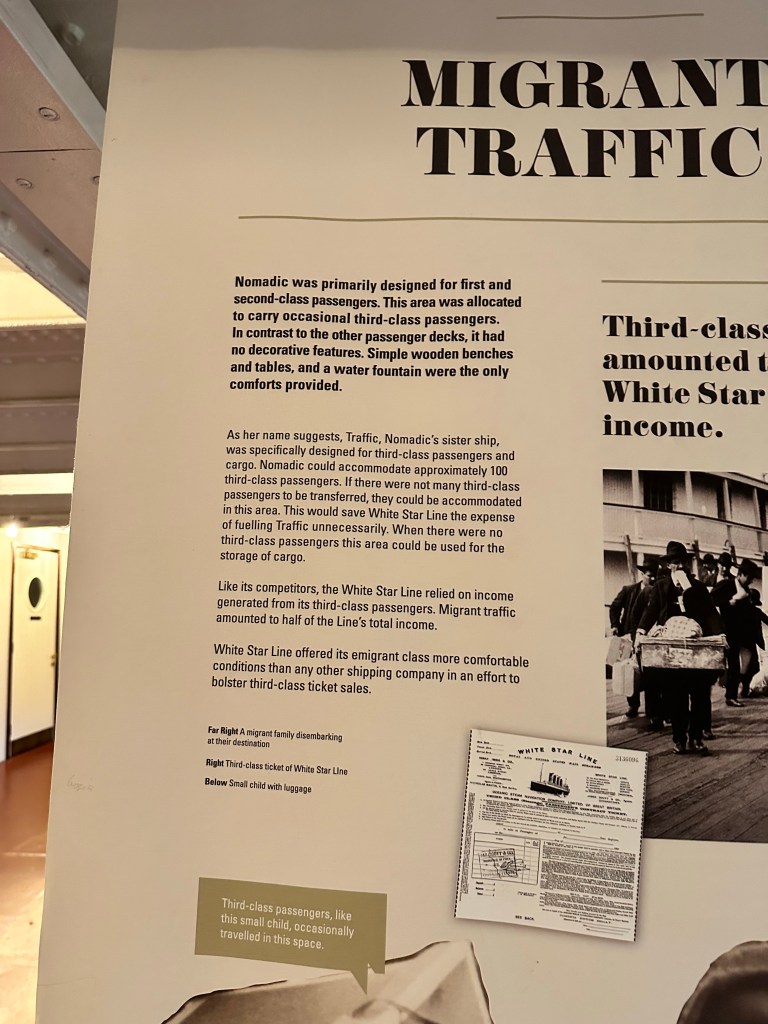 MIGRANT
TRAFFIC
Nomadic was primarily designed for first and
second-class passengers. This area was allocated
to carry occasional third-class passengers.
In contrast to the other passenger decks, it had
no decorative features. Simple wooden benches
and tables, and a water fountain were the only
comforts provided.
As her name suggests, Traffic, Nomadic's sister ship,
was specifically designed for third-class passengers and
cargo. Nomadic could accommodate approximately 100
third-class passengers. If there were not many third-class
passengers to be transferred, they could be accommodated
in this area. This would save White Star Line the expense
of fuelling Traffic unnecessarily. When there were no
third-class passengers this area could be used for the
storage of cargo.
Like its competitors, the White Star Line relied on income
generated from its third-class passengers. Migrant traffic
amounted to half of the Line's total income.
White Star Line offered its emigrant class more comfortable
conditions than any other shipping company in an effort to
bolster third-class ticket sales.
Far Right A migrant family disembarking
at their destination
Right Third-class ticket of White Star LIne
Below Small child with luggage
Third-class
amounted t
White Star
income.
WHITE STAR LINE
Third-class passengers, like
this small child, occasionally
travelled in this space.